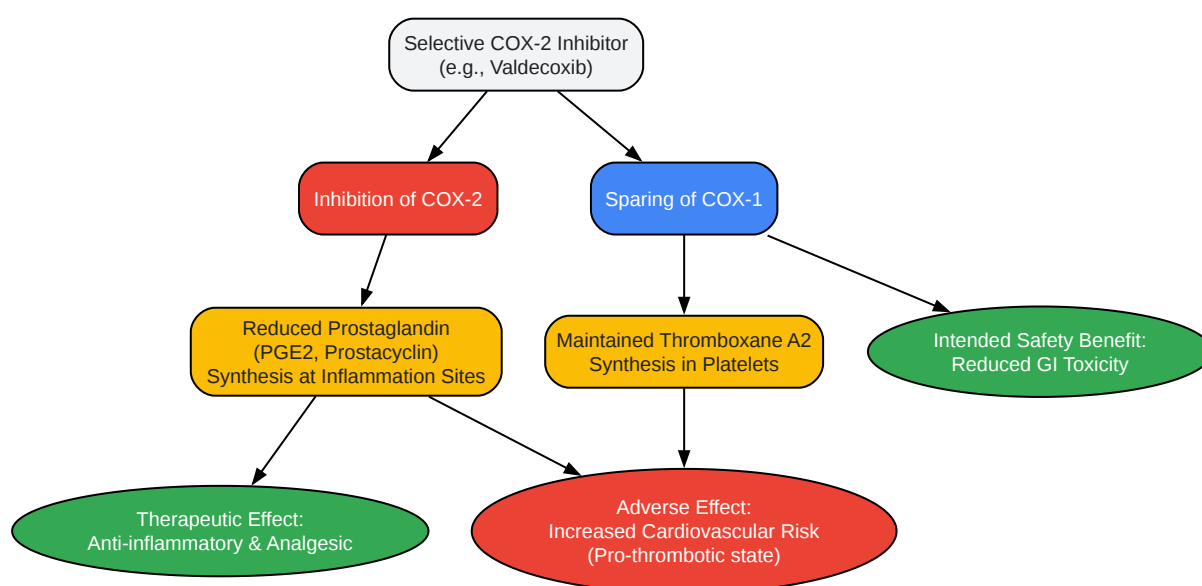 Selective COX-2 Inhibitor
(e.g., Valdecoxib)
Inhibition of COX-2
Sparing of COX-1
Reduced Prostaglandin
(PGE2, Prostacyclin)
Synthesis at Inflammation Sites
Maintained Thromboxane A2
Synthesis in Platelets
Intended Safety Benefit:
Reduced GI Toxicity
Therapeutic Effect:
Anti-inflammatory & Analgesic
Adverse Effect:
Increased Cardiovascular Risk
(Pro-thrombotic state)